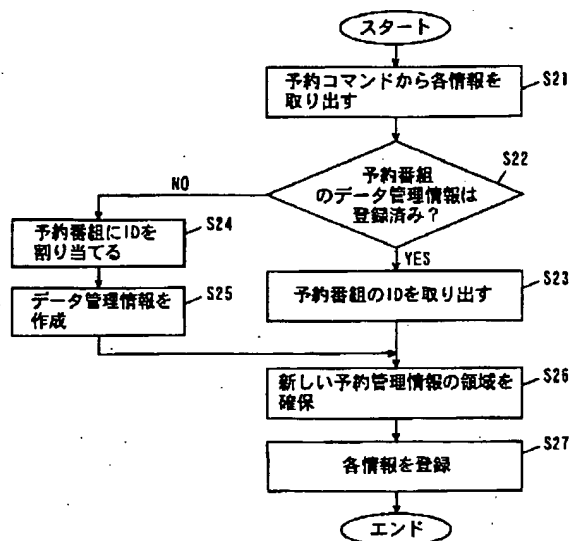 スタート
予約コマンドから各情報を
取り出す
S21
予約番組
のデータ管理情報は
登録済み?
S22
NO
YES
予約番組にIDを
割り当てる
S24
データ管理情報を
作成
S25
予約番組のIDを取り出す
S23
新しい予約管理情報の領域を
確保
S26
各情報を登録
S27
エンド